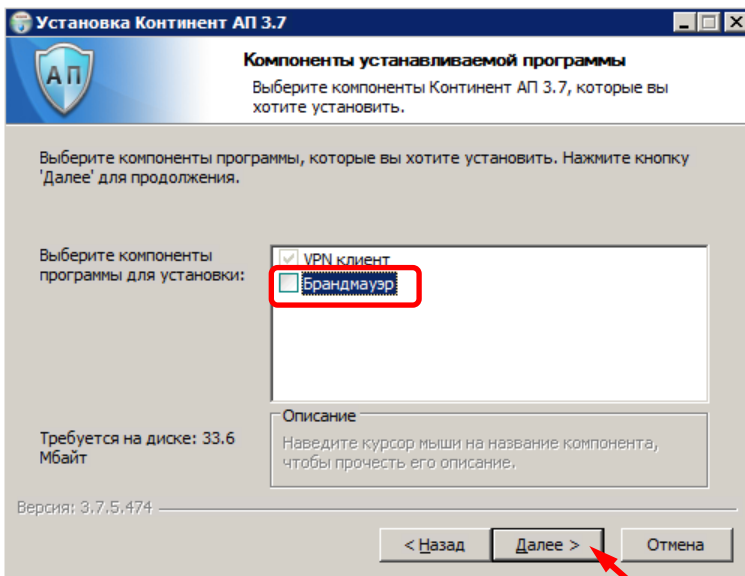 Установка Континент АП 3.7
АП
Компоненты устанавливаемой программы
Выберите компоненты Континент АП 3.7, которые вы
хотите установить.
Выберите компоненты программы, которые вы хотите установить. Нажмите кнопку
'Далее' для продолжения.
Выберите компоненты
программы для установки:
VPN клиент
Брандмауэр
Требуется на диске: 33.6
Мбайт
Описание
Наведите курсор мыши на название компонента,
чтобы прочесть его описание.
Версия: 3.7.5.474
< Назад
Далее >
Отмена